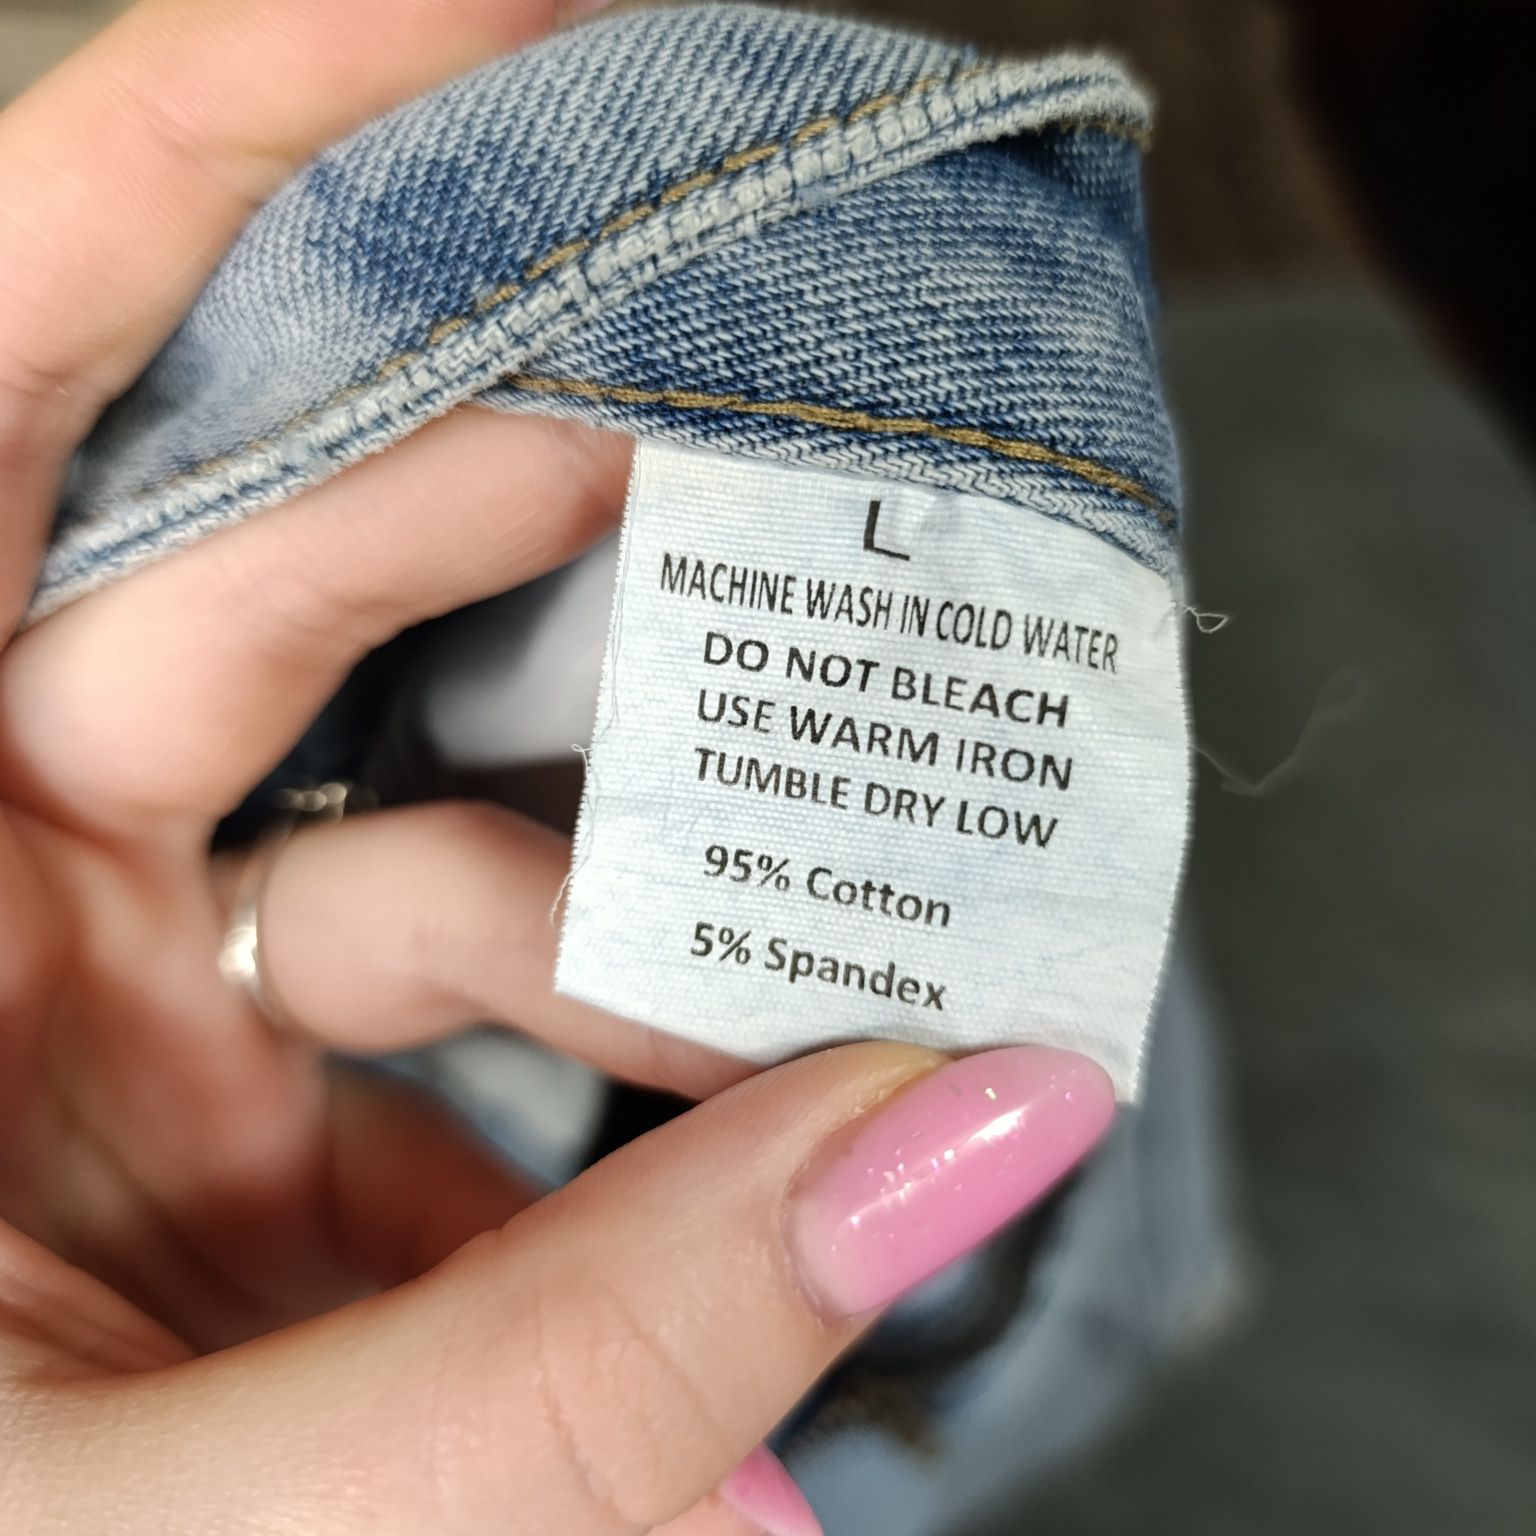 L
MACHINE WASH IN COLD WATER
DO NOT BLEACH
USE WARM IRON
TUMBLE DRY LOW
95% Cotton
5% Spandex